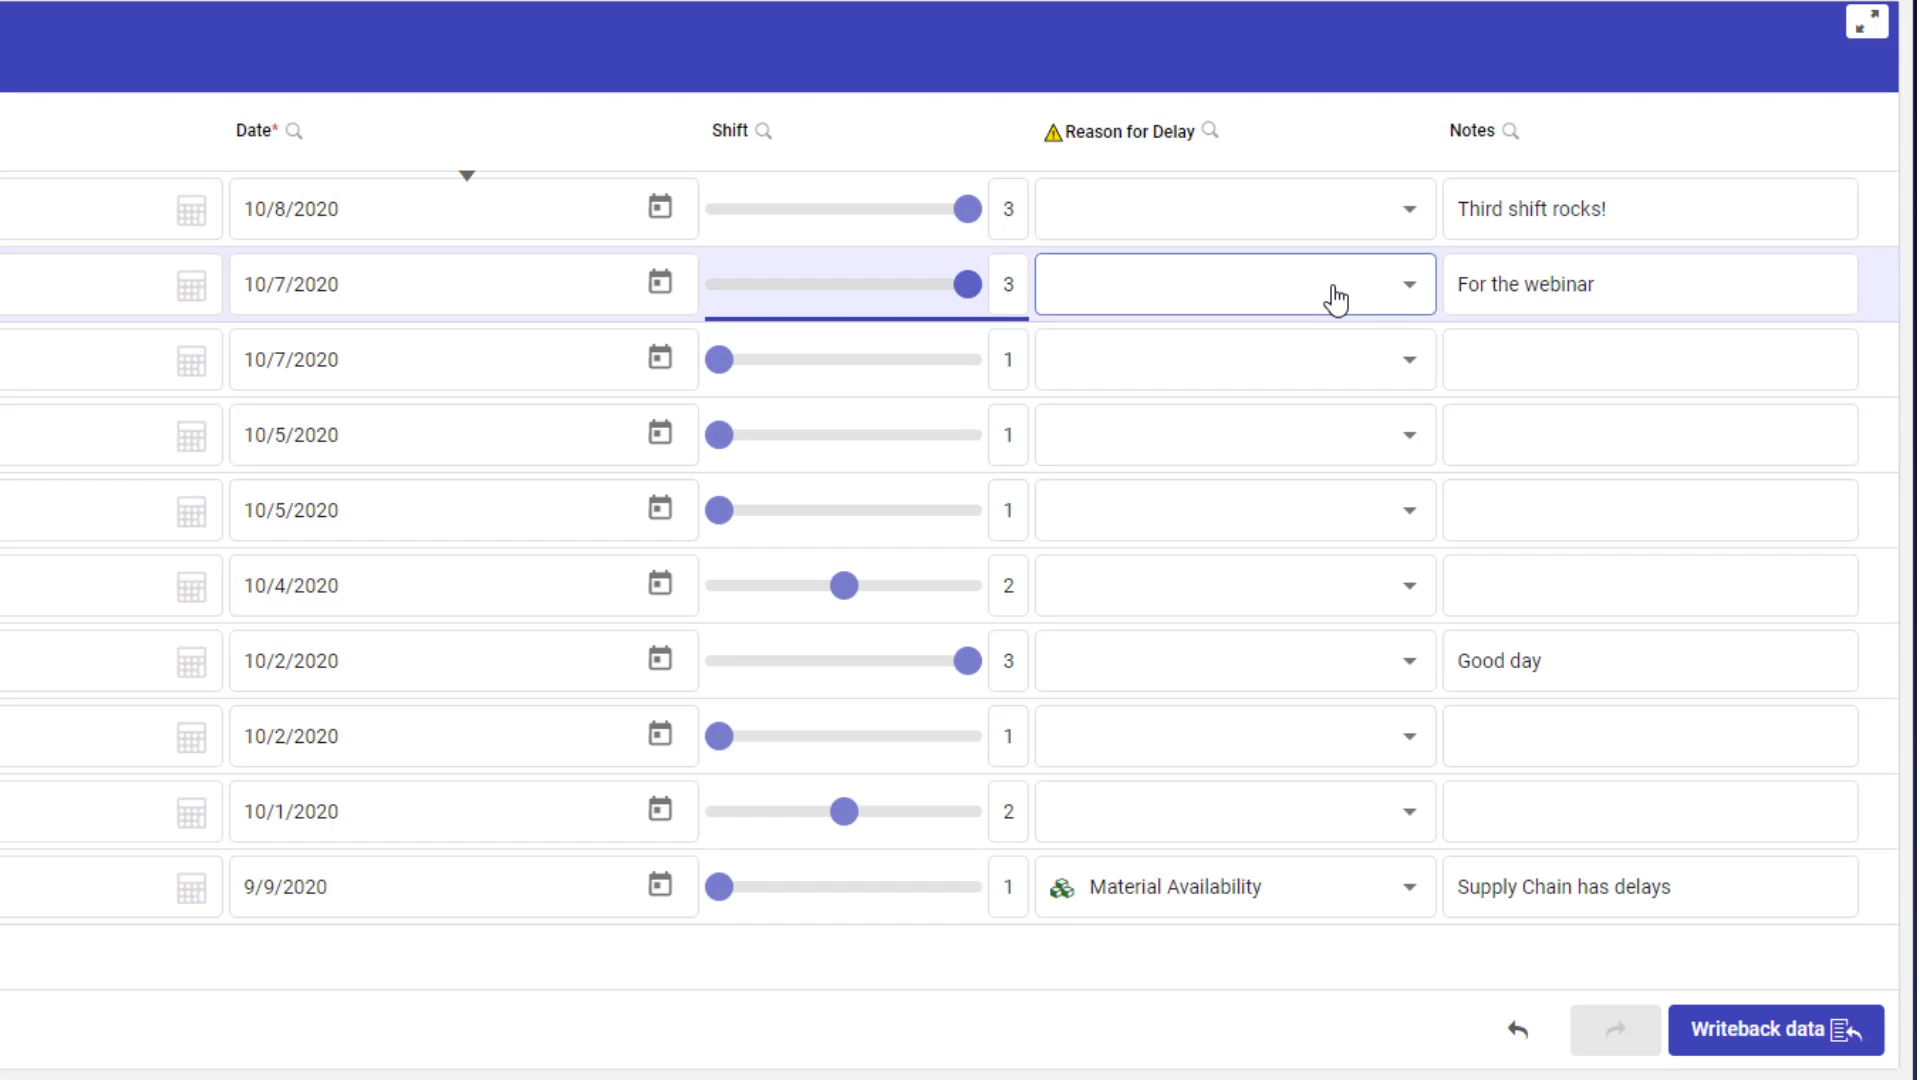 Date* Shift Reason for Delay Notes
10/8/2020 3 Third shift rocks!
10/7/2020 3 For the webinar
10/7/2020 1
10/5/2020 1
10/5/2020 1
10/4/2020 2
10/2/2020 3 Good day
10/2/2020 1
10/1/2020 2
9/9/2020 1 Material Availability Supply Chain has delays
Writeback data